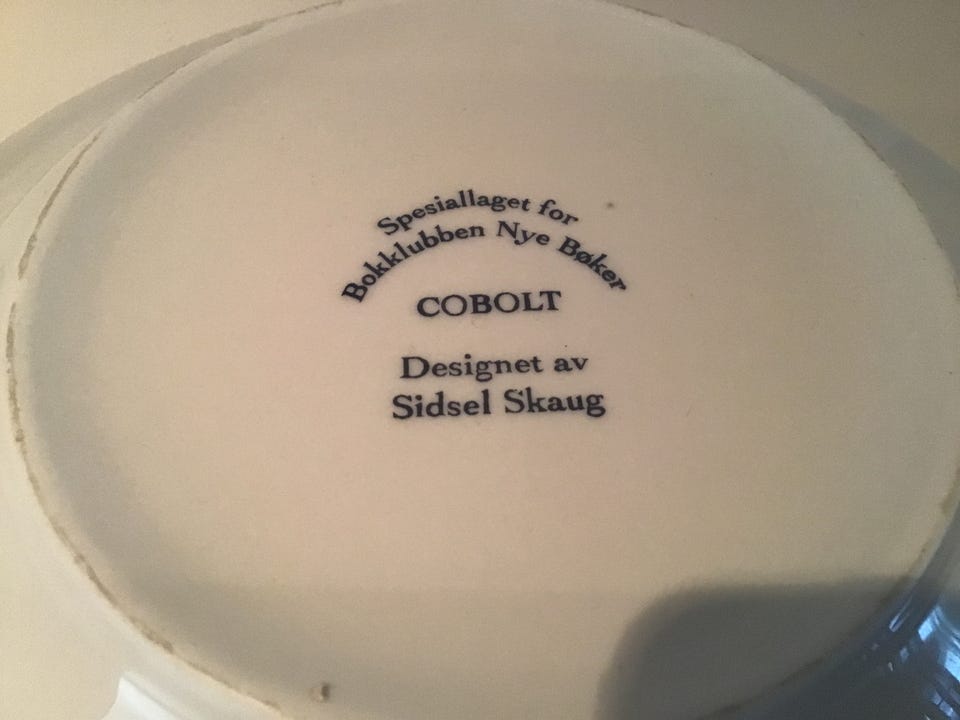 Spesiallaget for
Bokklubben Nye Bøker
COBOLT
Designet av
Sidsel Skaug